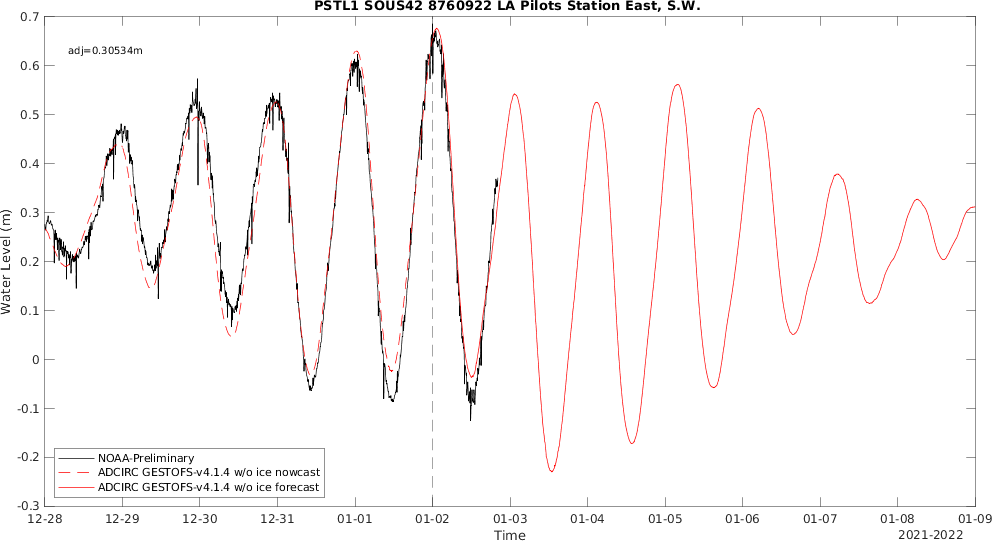 PSTL1 SOUS42 8760922 LA Pilots Station East, S.W.
0.7
adj=0.30534m
0.6
0.5
0.4
0.3
0.2
0.1
0
-0.1
-0.2
-0.3
Water Level (m)
NOAA-Preliminary
ADCIRC GESTOFS-v4.1.4 w/o ice nowcast
ADCIRC GESTOFS-v4.1.4 w/o ice forecast
12-28 12-29 12-30 12-31 01-01 01-02 01-03 01-04 01-05 01-06 01-07 01-08 01-09
Time
2021-2022